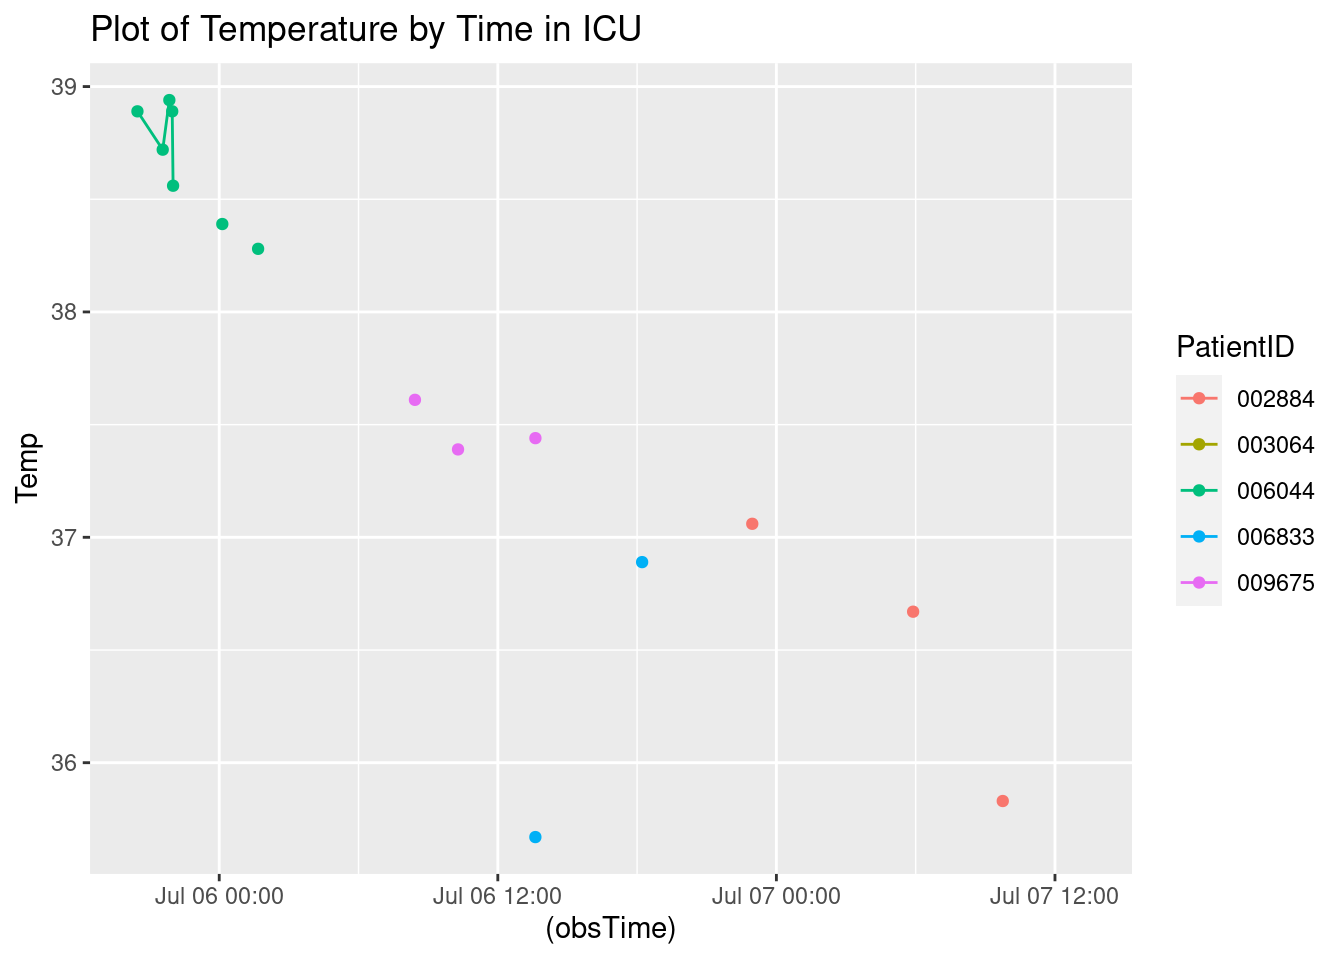 Plot of Temperature by Time in ICU
39
38
37
36
Temp
Jul 06 00:00 Jul 06 12:00 Jul 07 00:00 Jul 07 12:00
(obsTime)
PatientID
002884
003064
006044
006833
009675